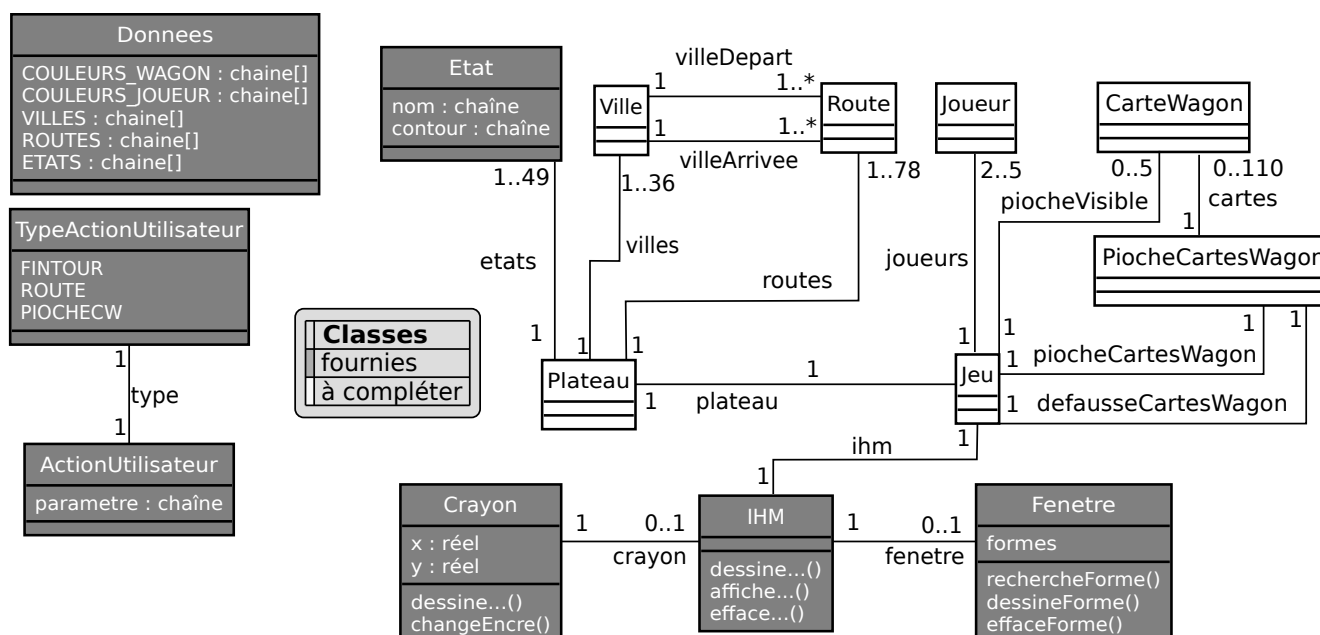 Donnees
COULEURS_WAGON : chaine[]
COULEURS_JOUEUR : chaine[]
VILLES : chaine[]
ROUTES : chaine[]
ETATS : chaine[]
TypeActionUtilisateur
FINTOUR
ROUTE
PIOCHECW
1
type
1
ActionUtilisateur
parametre : chaîne
Etat
nom : chaîne
contour : chaîne
1..49
etats
1
Ville
1
villeDepart
1..*
1
villeArrivee
1..*
Route
1..36
villes
1
1..78
routes
1
Joueur
2..5
joueurs
1
CarteWagon
0..5
piocheVisible
1
0..110
cartes
1
PiocheCartesWagon
1
piocheCartesWagon
1
1
defausseCartesWagon
1
Classes
fournies
à compléter
Plateau
1
plateau
1
Jeu
1
ihm
1
Crayon
x : réel
y : réel
dessine...()
changeEncre()
1
crayon
0..1
IHM
dessine...()
affiche...()
efface...()
1
fenetre
0..1
Fenetre
formes
rechercheForme()
dessineForme()
effaceForme()